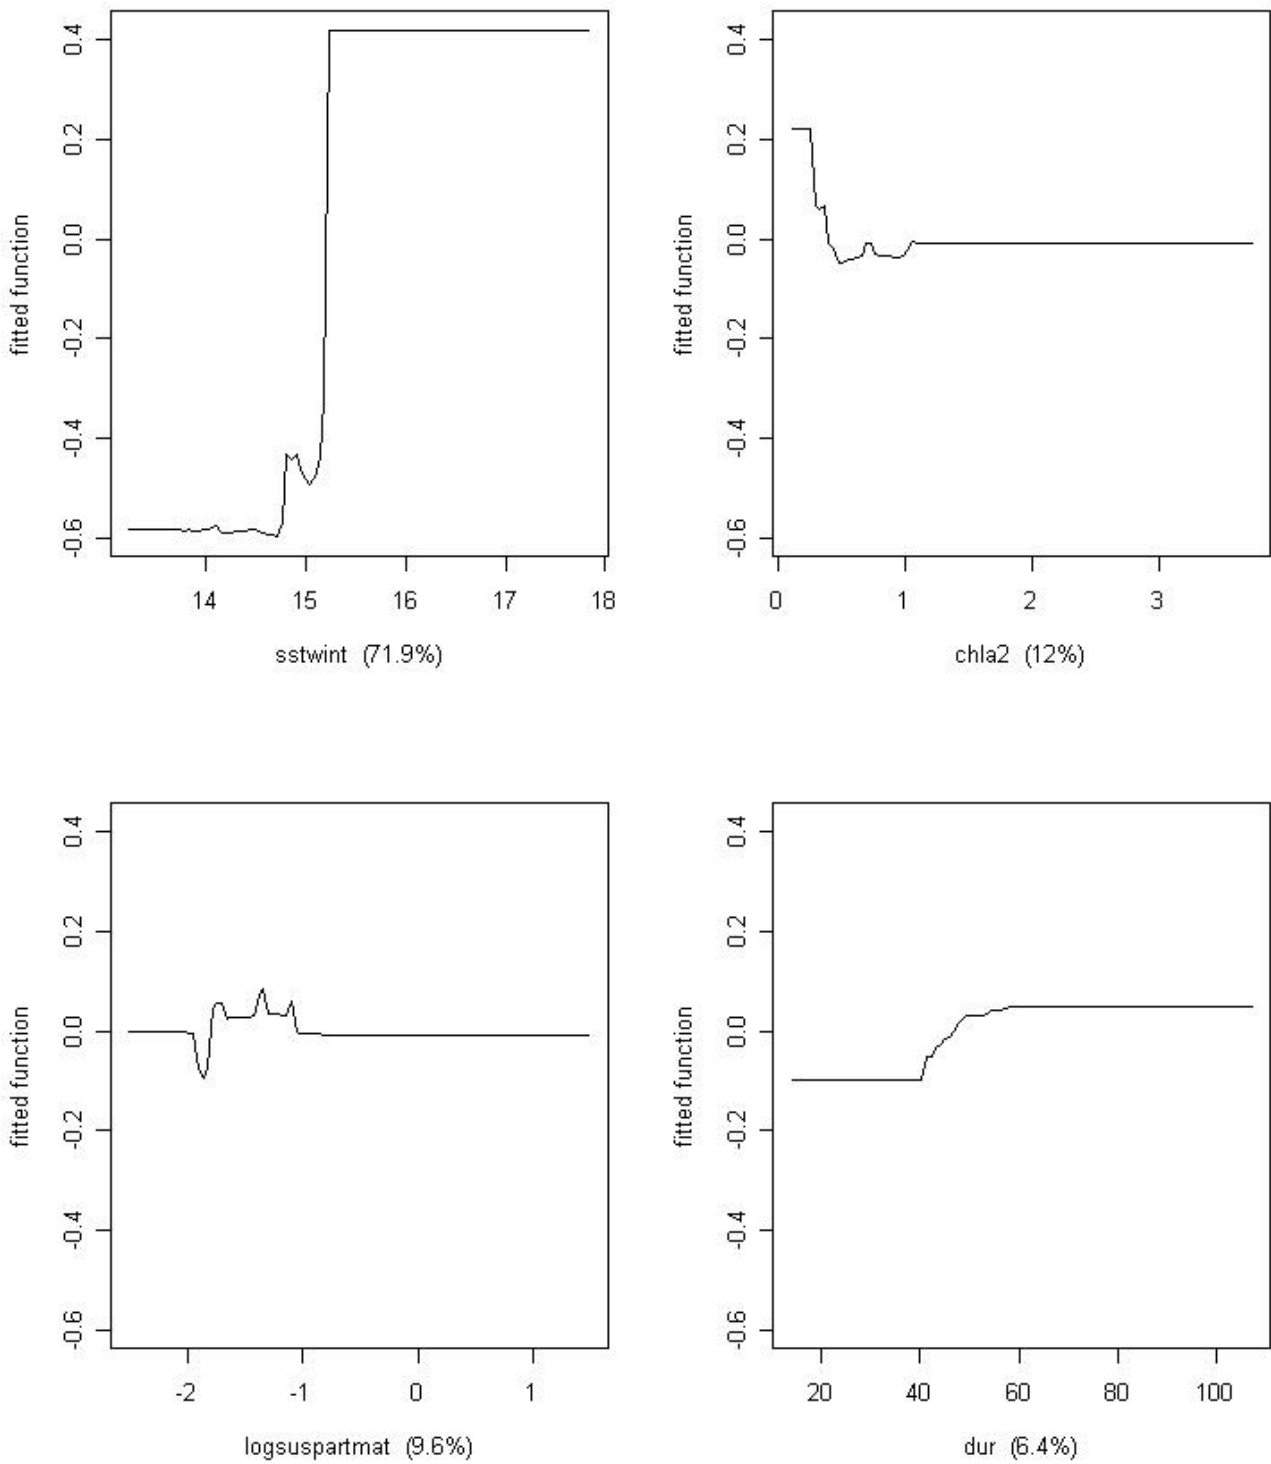 0.4
0.2
0.0
-0.2
-0.4
-0.6
fitted function
14 15 16 17 18
sstwint (71.9%)
0.4
0.2
0.0
-0.2
-0.4
-0.6
fitted function
0 1 2 3
chla2 (12%)
0.4
0.2
0.0
-0.2
-0.4
-0.6
fitted function
-2 -1 0 1
logsuspartmat (9.6%)
0.4
0.2
0.0
-0.2
-0.4
-0.6
fitted function
20 40 60 80 100
dur (6.4%)